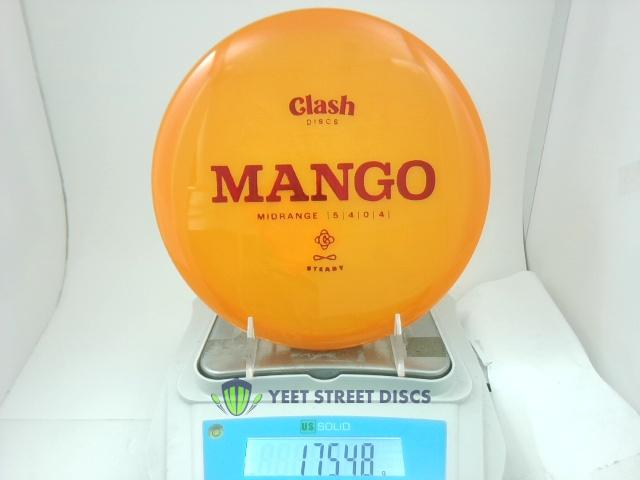 Clash
DISCS
MANGO
MIDRANGE |5|4|0|4|
STEADY
YEET STREET DISCS
US SOLID
175.48 g